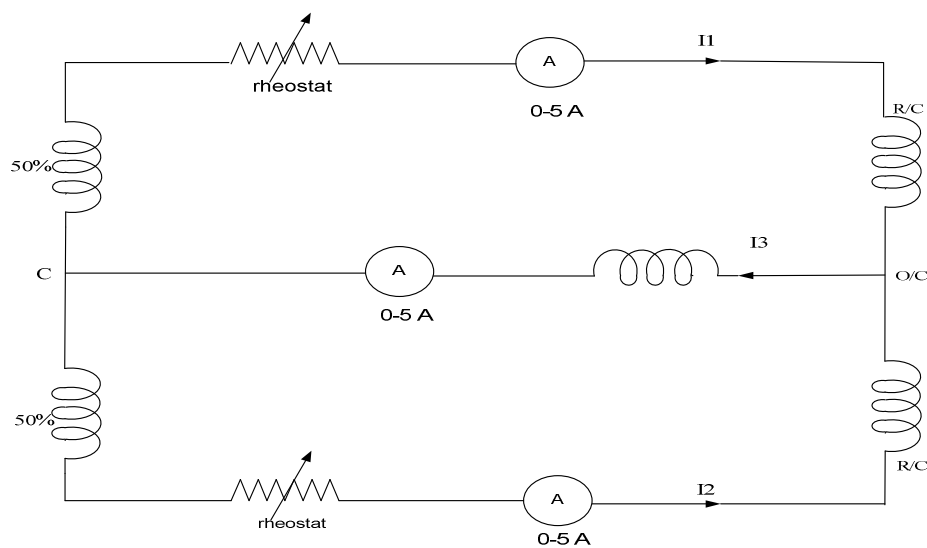 I1
A
rheostat
0-5 A
R/C
50%
I3
C
A
O/C
0-5 A
50%
R/C
I2
A
rheostat
0-5 A